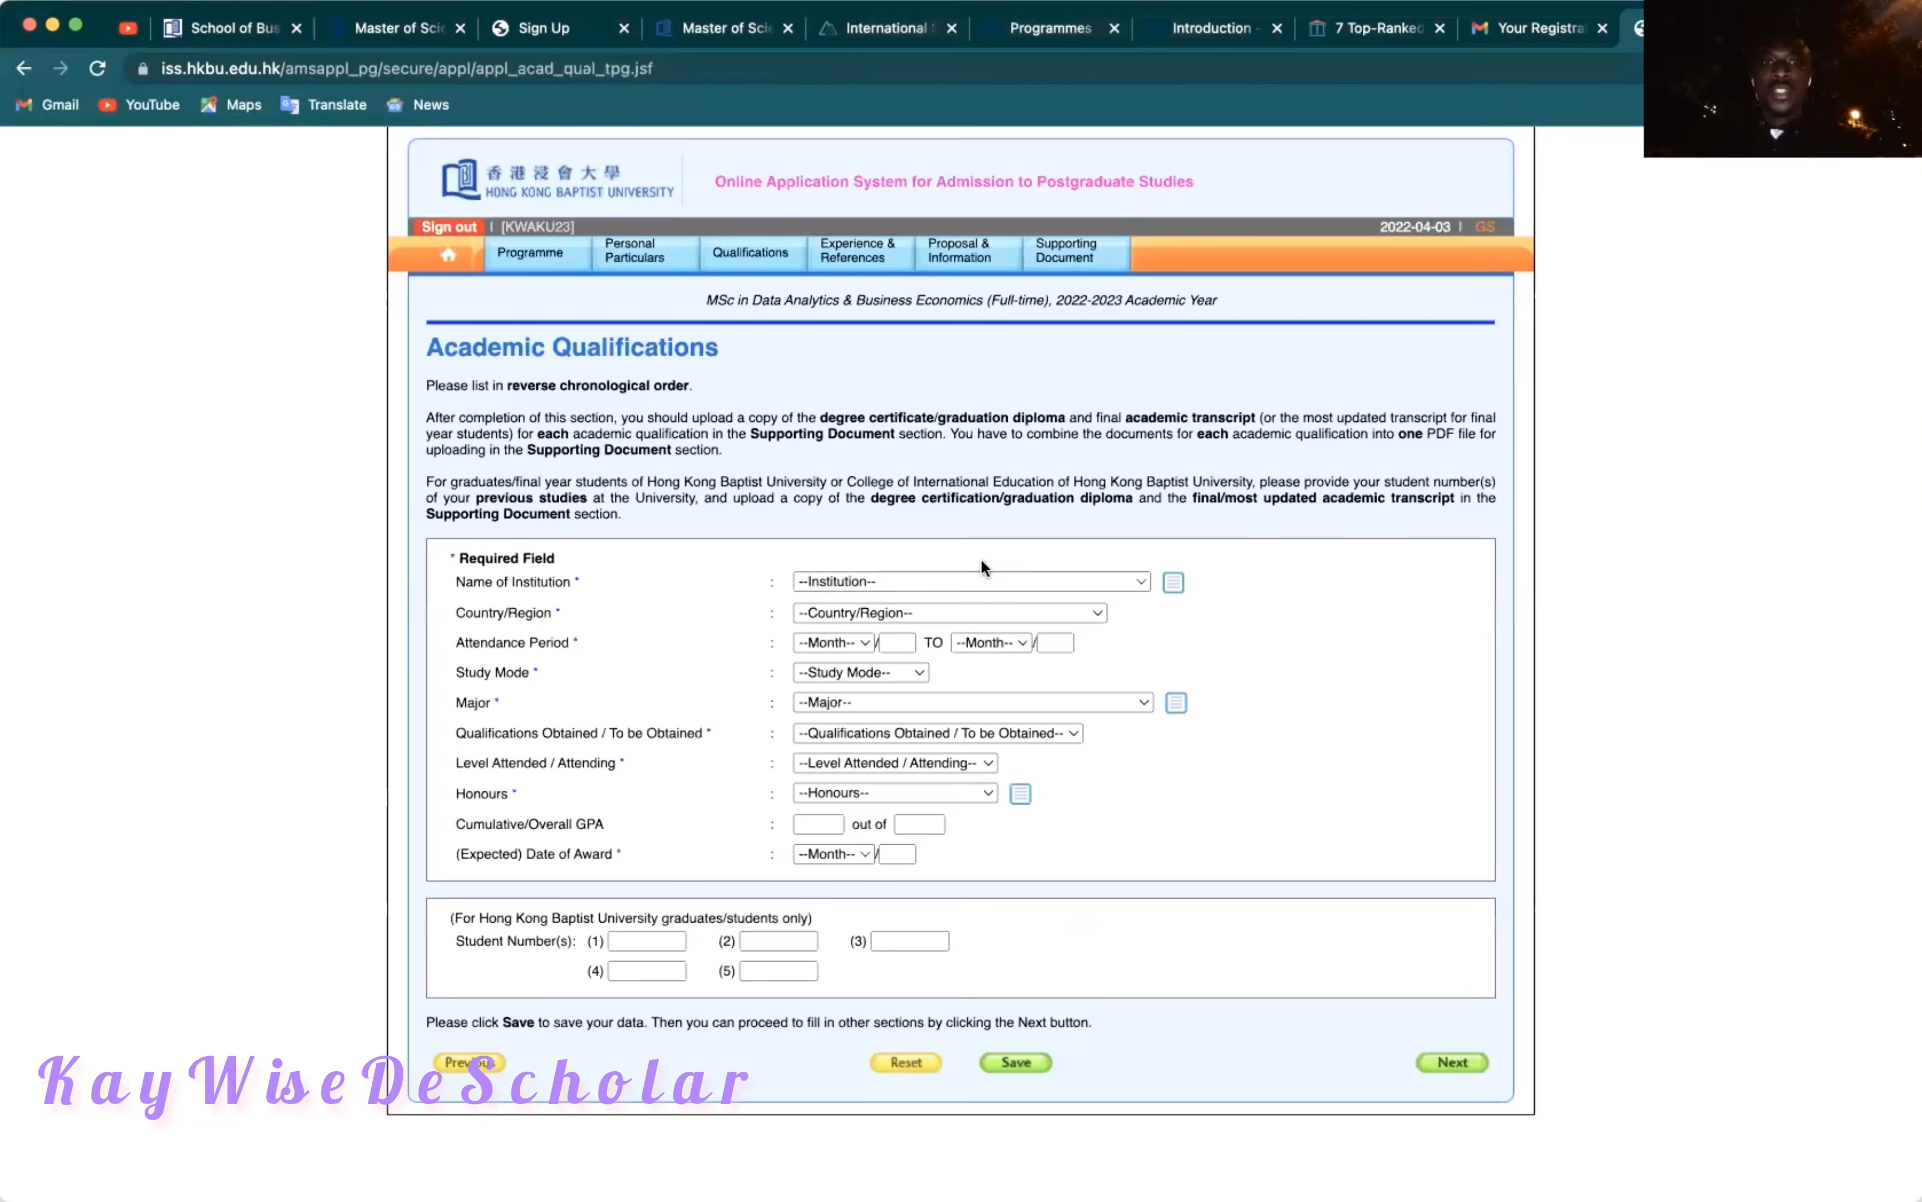 School of Bus
Master of Scie
Sign Up
Master of Scie
International
Programmes
Introduction -
7 Top-Ranked
Your Registra
iss.hkbu.edu.hk/amsappl_pg/secure/appl/appl_acad_qual_tpg.jsf
Gmail YouTube Maps Translate News
香港浸會大學
HONG KONG BAPTIST UNIVERSITY
Online Application System for Admission to Postgraduate Studies
Sign out | [KWAKU23] 2022-04-03 | GS
Programme
Personal Particulars
Qualifications
Experience & References
Proposal & Information
Supporting Document
MSc in Data Analytics & Business Economics (Full-time), 2022-2023 Academic Year
Academic Qualifications
Please list in reverse chronological order.
After completion of this section, you should upload a copy of the degree certificate/graduation diploma and final academic transcript (or the most updated transcript for final
year students) for each academic qualification in the Supporting Document section. You have to combine the documents for each academic qualification into one PDF file for
uploading in the Supporting Document section.
For graduates/final year students of Hong Kong Baptist University or College of International Education of Hong Kong Baptist University, please provide your student number(s)
of your previous studies at the University, and upload a copy of the degree certification/graduation diploma and the final/most updated academic transcript in the
Supporting Document section.
* Required Field
Name of Institution * : --Institution--
Country/Region * : --Country/Region--
Attendance Period * : --Month-- / TO --Month-- /
Study Mode * : --Study Mode--
Major * : --Major--
Qualifications Obtained / To be Obtained * : --Qualifications Obtained / To be Obtained--
Level Attended / Attending * : --Level Attended / Attending--
Honours * : --Honours--
Cumulative/Overall GPA : out of
(Expected) Date of Award * : --Month-- /
(For Hong Kong Baptist University graduates/students only)
Student Number(s): (1) (2) (3)
(4) (5)
Please click Save to save your data. Then you can proceed to fill in other sections by clicking the Next button.
Previous Reset Save Next
KayWiseDeScholar